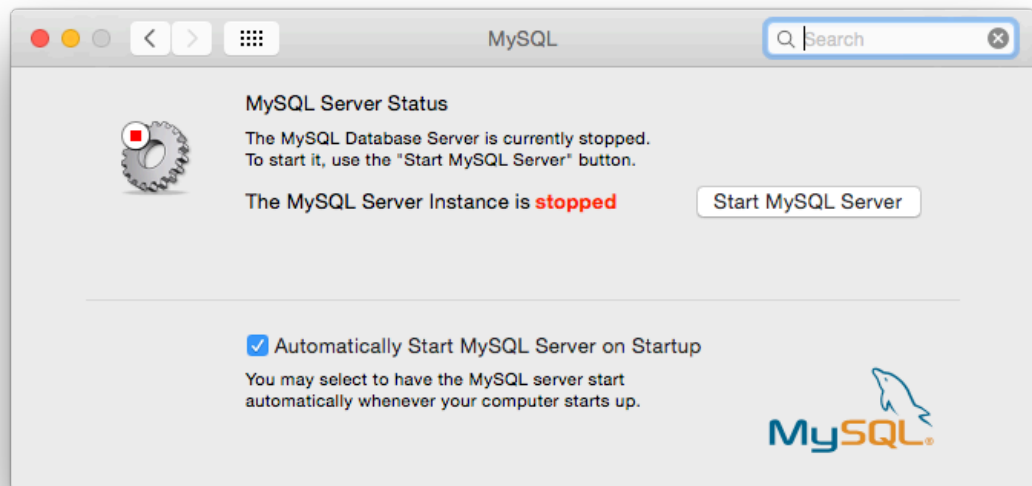 MySQL
Search
MySQL Server Status
The MySQL Database Server is currently stopped.
To start it, use the "Start MySQL Server" button.
The MySQL Server Instance is stopped
Start MySQL Server
Automatically Start MySQL Server on Startup
You may select to have the MySQL server start
automatically whenever your computer starts up.
MySQL®